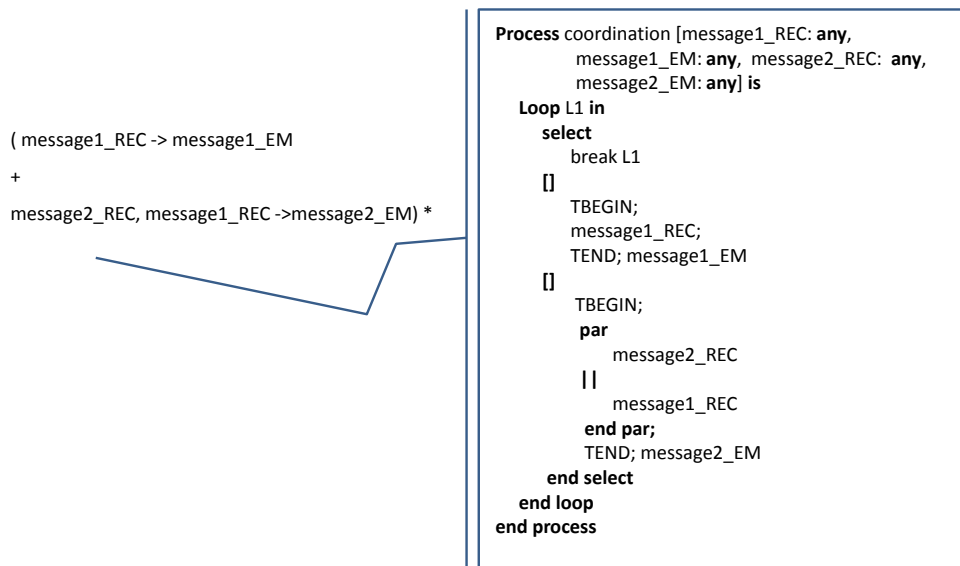 ( message1_REC -> message1_EM
+
message2_REC, message1_REC ->message2_EM) *
Process coordination [message1_REC: any,
message1_EM: any, message2_REC: any,
message2_EM: any] is
Loop L1 in
select
break L1
[]
TBEGIN;
message1_REC;
TEND; message1_EM
[]
TBEGIN;
par
message2_REC
||
message1_REC
end par;
TEND; message2_EM
end select
end loop
end process